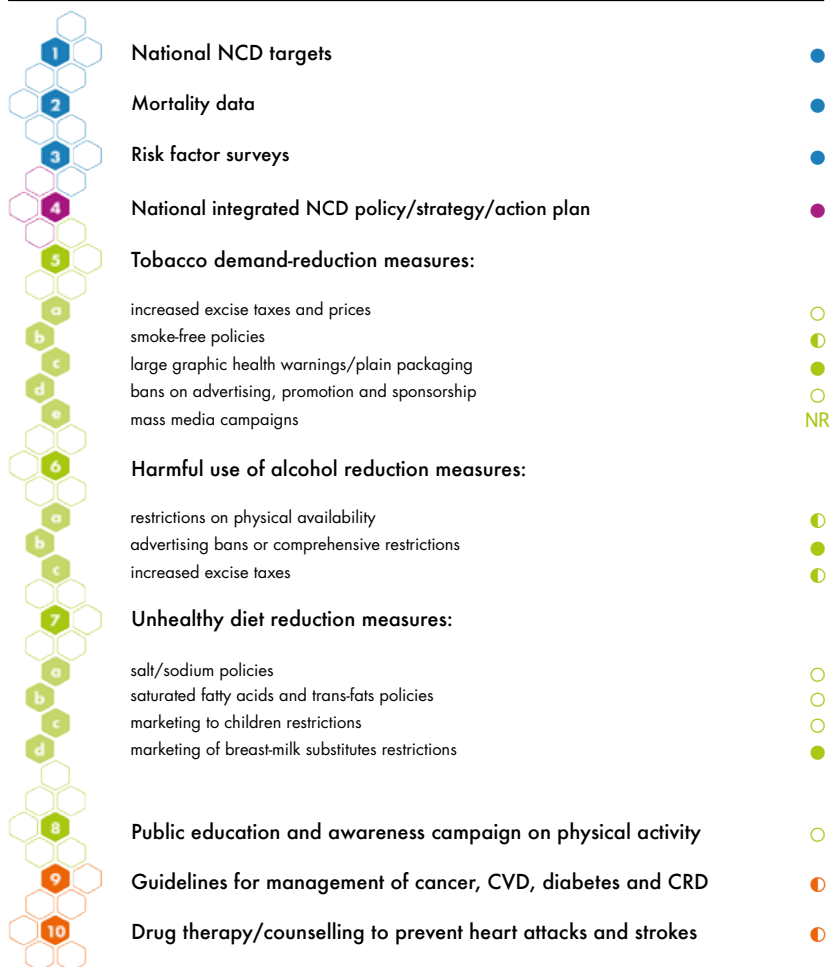 1 National NCD targets ●
2 Mortality data ●
3 Risk factor surveys ●
4 National integrated NCD policy/strategy/action plan ●
5 Tobacco demand-reduction measures:
a increased excise taxes and prices ○
b smoke-free policies ◐
c large graphic health warnings/plain packaging ●
d bans on advertising, promotion and sponsorship ○
e mass media campaigns NR
6 Harmful use of alcohol reduction measures:
a restrictions on physical availability ◐
b advertising bans or comprehensive restrictions ●
c increased excise taxes ◐
7 Unhealthy diet reduction measures:
a salt/sodium policies ○
b saturated fatty acids and trans-fats policies ○
c marketing to children restrictions ○
d marketing of breast-milk substitutes restrictions ●
8 Public education and awareness campaign on physical activity ○
9 Guidelines for management of cancer, CVD, diabetes and CRD ◐
10 Drug therapy/counselling to prevent heart attacks and strokes ◐